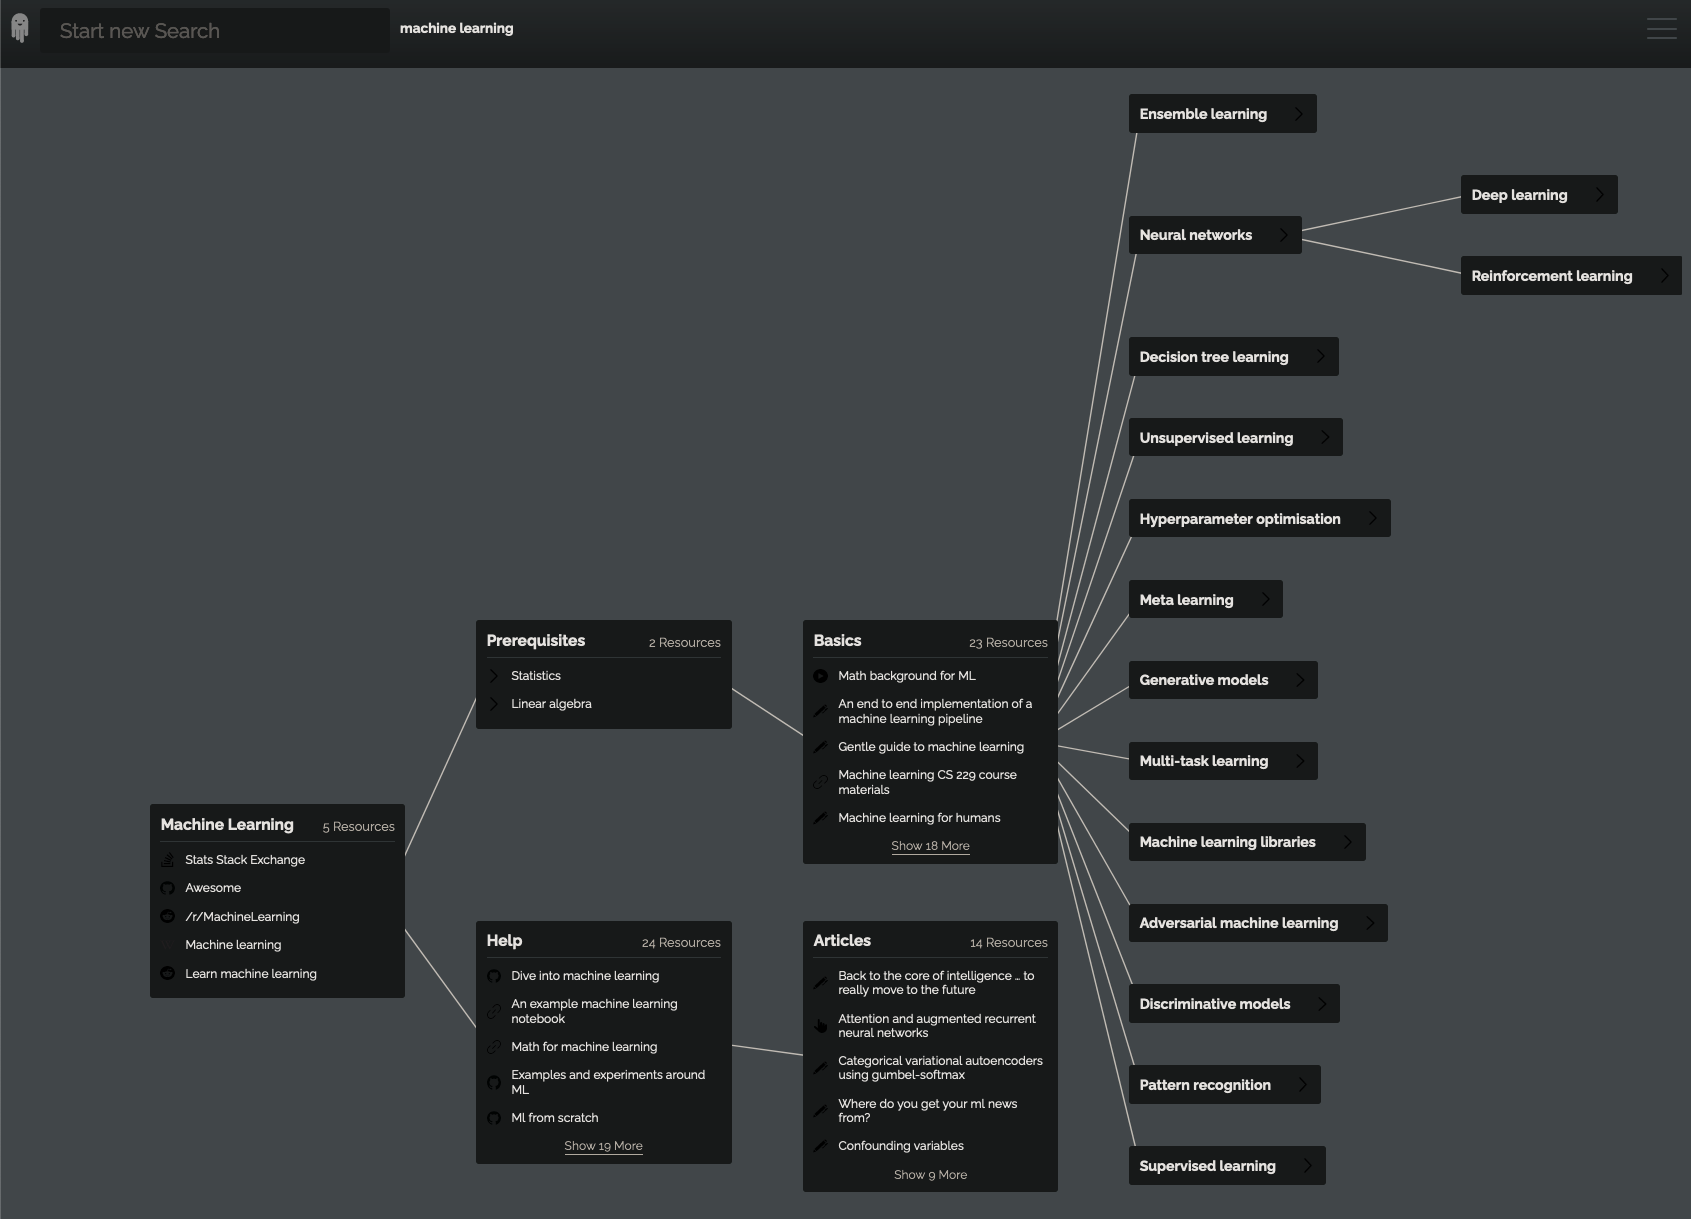 Start new Search
machine learning
Machine Learning
5 Resources
Stats Stack Exchange
Awesome
/r/MachineLearning
Machine learning
Learn machine learning
Prerequisites
2 Resources
Statistics
Linear algebra
Help
24 Resources
Dive into machine learning
An example machine learning
notebook
Math for machine learning
Examples and experiments around
ML
Ml from scratch
Show 19 More
Basics
23 Resources
Math background for ML
An end to end implementation of a
machine learning pipeline
Gentle guide to machine learning
Machine learning CS 229 course
materials
Machine learning for humans
Show 18 More
Articles
14 Resources
Back to the core of intelligence … to
really move to the future
Attention and augmented recurrent
neural networks
Categorical variational autoencoders
using gumbel-softmax
Where do you get your ml news
from?
Confounding variables
Show 9 More
Ensemble learning
Neural networks
Deep learning
Reinforcement learning
Decision tree learning
Unsupervised learning
Hyperparameter optimisation
Meta learning
Generative models
Multi-task learning
Machine learning libraries
Adversarial machine learning
Discriminative models
Pattern recognition
Supervised learning